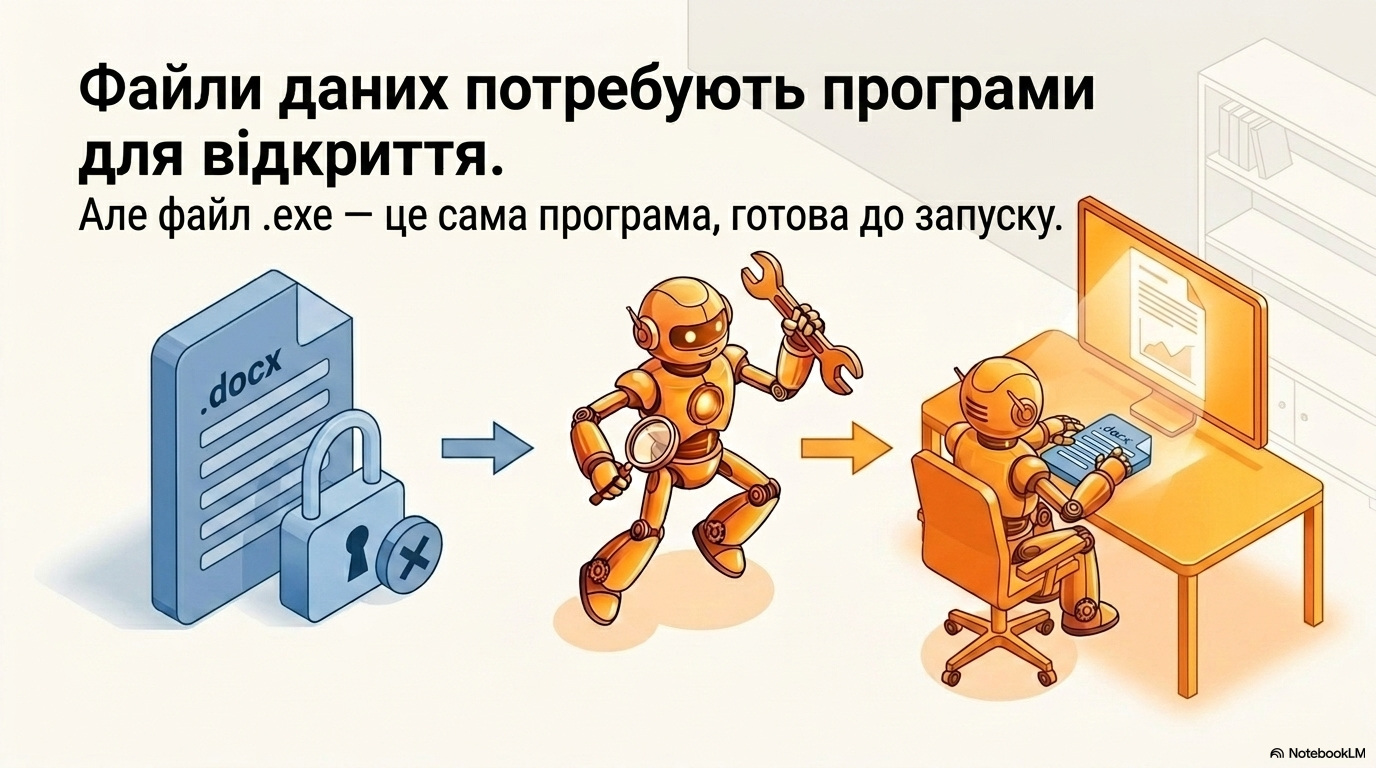 Файли даних потребують програми
для відкриття.
Але файл .exe — це сама програма, готова до запуску.
.docx
.docx
NotebookLM